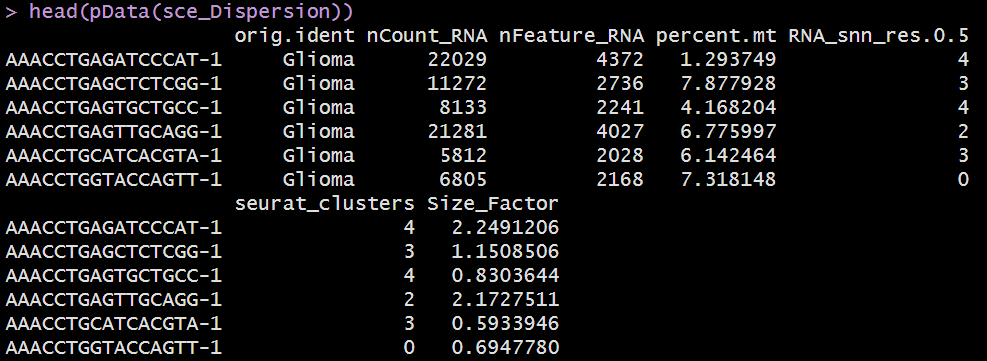 > head(pData(sce_Dispersion))
                   orig.ident nCount_RNA nFeature_RNA percent.mt RNA_snn_res.0.5
AAACCTGAGATCCCAT-1     Glioma      22029         4372   1.293749               4
AAACCTGAGCTCTCGG-1     Glioma      11272         2736   7.877928               3
AAACCTGAGTGCTGCC-1     Glioma       8133         2241   4.168204               4
AAACCTGAGTTGCAGG-1     Glioma      21281         4027   6.775997               2
AAACCTGCATCACGTA-1     Glioma       5812         2028   6.142464               3
AAACCTGGTACCAGTT-1     Glioma       6805         2168   7.318148               0
                   seurat_clusters Size_Factor
AAACCTGAGATCCCAT-1               4   2.2491206
AAACCTGAGCTCTCGG-1               3   1.1508506
AAACCTGAGTGCTGCC-1               4   0.8303644
AAACCTGAGTTGCAGG-1               2   2.1727511
AAACCTGCATCACGTA-1               3   0.5933946
AAACCTGGTACCAGTT-1               0   0.6947780